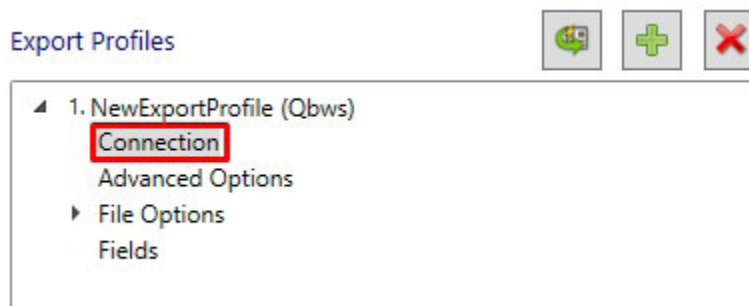 Export Profiles
1. NewExportProfile (Qbws)
Connection
Advanced Options
File Options
Fields